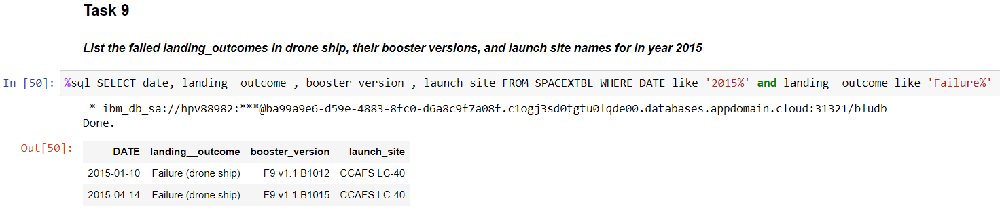 Task 9
List the failed landing_outcomes in drone ship, their booster versions, and launch site names for in year 2015
In [50]: %sql SELECT date, landing__outcome , booster_version , launch_site FROM SPACEXTBL WHERE DATE like '2015%' and landing__outcome like 'Failure%'
* ibm_db_sa://hpv88982:***@ba99a9e6-d59e-4883-8fc0-d6a8c9f7a08f.c1ogj3sd0tgtu0lqde00.databases.appdomain.cloud:31321/bludb
Done.
Out[50]:
DATE landing__outcome booster_version launch_site
2015-01-10 Failure (drone ship) F9 v1.1 B1012 CCAFS LC-40
2015-04-14 Failure (drone ship) F9 v1.1 B1015 CCAFS LC-40